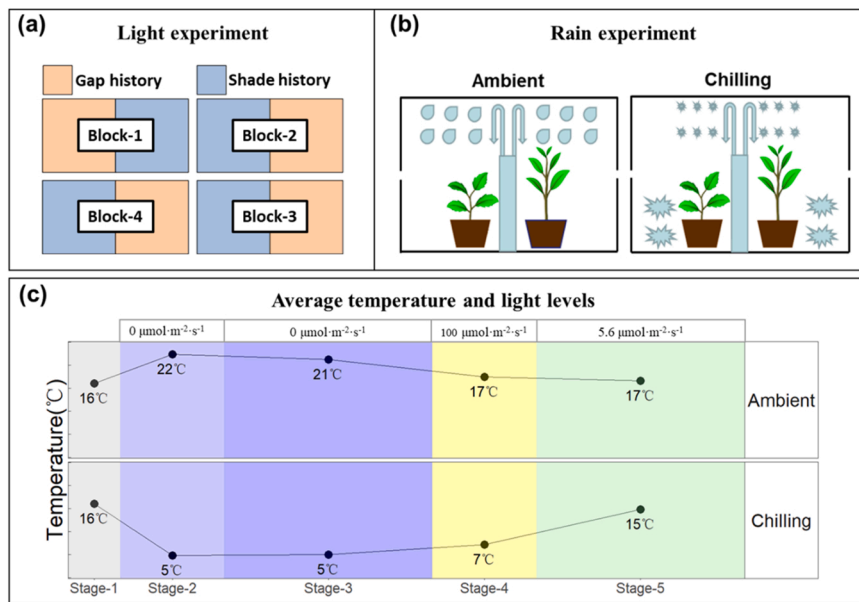 (a)
Light experiment
Gap history
Shade history
Block-1
Block-2
Block-4
Block-3
(b)
Rain experiment
Ambient
Chilling
(c)
Average temperature and light levels
0 μmol·m⁻²·s⁻¹
0 μmol·m⁻²·s⁻¹
100 μmol·m⁻²·s⁻¹
5.6 μmol·m⁻²·s⁻¹
Temperature(℃)
16℃
22℃
21℃
17℃
17℃
Ambient
16℃
5℃
5℃
7℃
15℃
Chilling
Stage-1
Stage-2
Stage-3
Stage-4
Stage-5